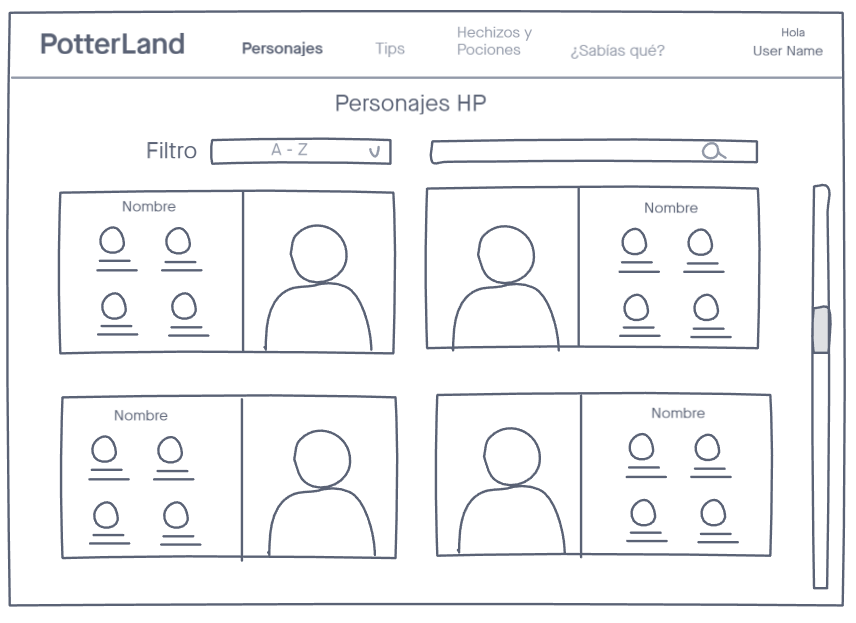 PotterLand
Personajes
Tips
Hechizos y
Pociones
¿Sabías qué?
Hola
User Name
Personajes HP
Filtro
A - Z
Nombre
Nombre
Nombre
Nombre